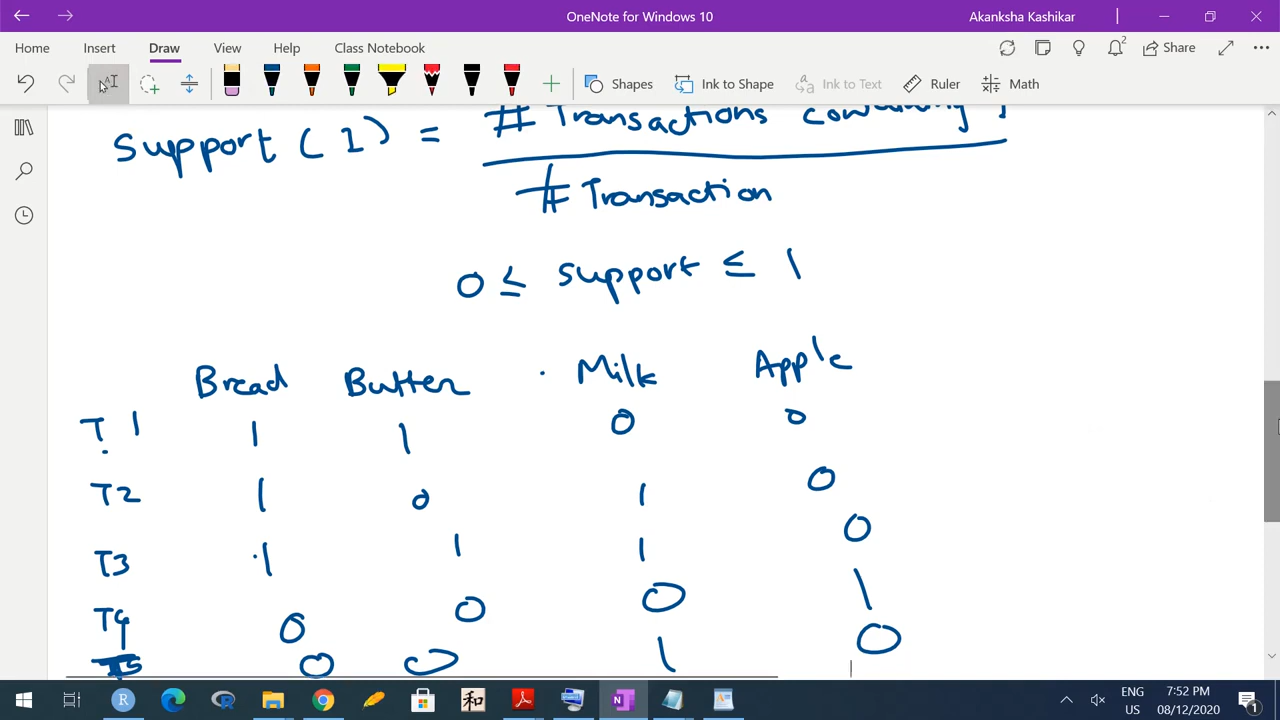 OneNote for Windows 10
Akanksha Kashikar
Home Insert Draw View Help Class Notebook
Share
Shapes Ink to Shape Ink to Text Ruler Math
# Transactions containing I
Support (I) =
# Transaction
0 ≤ support ≤ 1
Bread Butter Milk Apple
T1 1 1 0 0
T2 1 0 1 0
T3 1 1 1 0
T4 0 0 0 1
T5 0 0 1 0
ENG 7:52 PM
US 08/12/2020